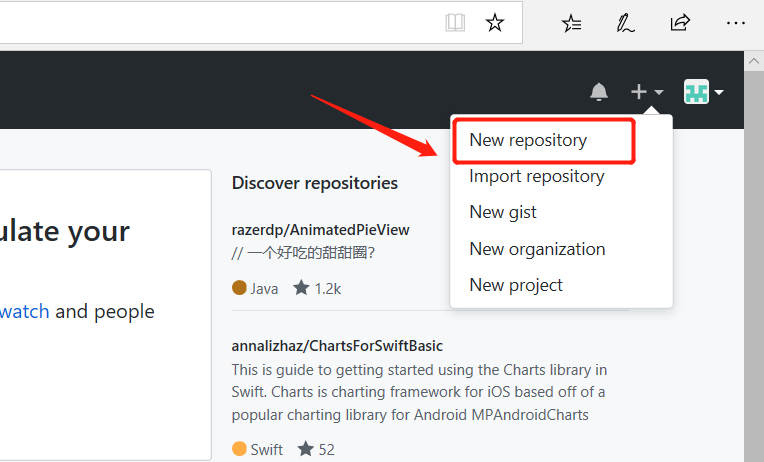 New repository
Import repository
New gist
New organization
New project
ulate your
watch and people
Discover repositories
razerdp/AnimatedPieView
// 一个好吃的甜甜圈?
Java 1.2k
annalizhaz/ChartsForSwiftBasic
This is guide to getting started using the Charts library in
Swift. Charts is charting framework for iOS based off of a
popular charting library for Android MPAndroidCharts
Swift 52